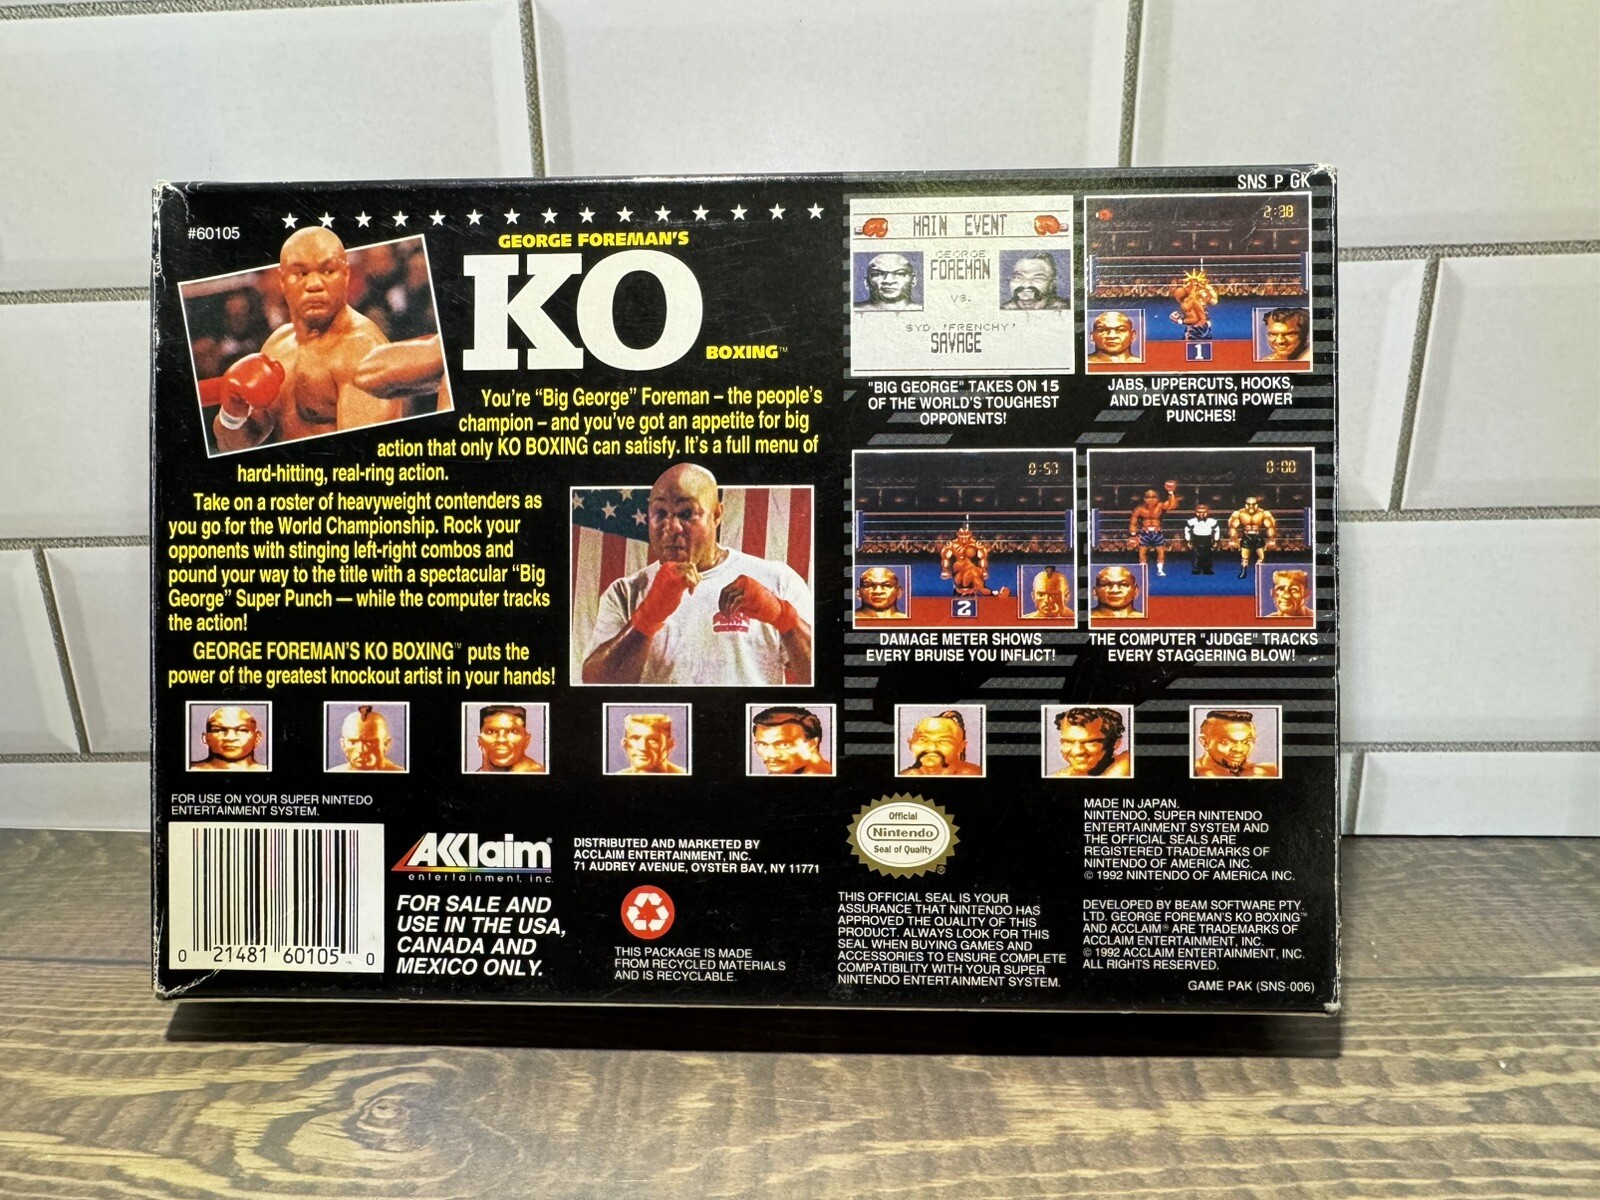 SNS P GK
#60105
GEORGE FOREMAN'S
KO
BOXING™
You're "Big George" Foreman – the people's
champion – and you've got an appetite for big
action that only KO BOXING can satisfy. It's a full menu of
hard-hitting, real-ring action.
Take on a roster of heavyweight contenders as
you go for the World Championship. Rock your
opponents with stinging left-right combos and
pound your way to the title with a spectacular "Big
George" Super Punch — while the computer tracks
the action!
GEORGE FOREMAN'S KO BOXING™ puts the
power of the greatest knockout artist in your hands!
MAIN EVENT
GEORGE
FOREMAN
VS.
SYD 'FRENCHY'
SAVAGE
"BIG GEORGE" TAKES ON 15
OF THE WORLD'S TOUGHEST
OPPONENTS!
2:38
1
JABS, UPPERCUTS, HOOKS,
AND DEVASTATING POWER
PUNCHES!
0:57
2
DAMAGE METER SHOWS
EVERY BRUISE YOU INFLICT!
0:00
THE COMPUTER "JUDGE" TRACKS
EVERY STAGGERING BLOW!
FOR USE ON YOUR SUPER NINTEDO
ENTERTAINMENT SYSTEM.
0 21481 60105 0
AKKlaim®
entertainment, inc.
FOR SALE AND
USE IN THE USA,
CANADA AND
MEXICO ONLY.
DISTRIBUTED AND MARKETED BY
ACCLAIM ENTERTAINMENT, INC.
71 AUDREY AVENUE, OYSTER BAY, NY 11771
THIS PACKAGE IS MADE
FROM RECYCLED MATERIALS
AND IS RECYCLABLE.
Official
Nintendo
Seal of Quality
®
THIS OFFICIAL SEAL IS YOUR
ASSURANCE THAT NINTENDO HAS
APPROVED THE QUALITY OF THIS
PRODUCT. ALWAYS LOOK FOR THIS
SEAL WHEN BUYING GAMES AND
ACCESSORIES TO ENSURE COMPLETE
COMPATIBILITY WITH YOUR SUPER
NINTENDO ENTERTAINMENT SYSTEM.
MADE IN JAPAN.
NINTENDO, SUPER NINTENDO
ENTERTAINMENT SYSTEM AND
THE OFFICIAL SEALS ARE
REGISTERED TRADEMARKS OF
NINTENDO OF AMERICA INC.
© 1992 NINTENDO OF AMERICA INC.
DEVELOPED BY BEAM SOFTWARE PTY.
LTD. GEORGE FOREMAN'S KO BOXING™
AND ACCLAIM® ARE TRADEMARKS OF
ACCLAIM ENTERTAINMENT, INC.
© 1992 ACCLAIM ENTERTAINMENT, INC.
ALL RIGHTS RESERVED.
GAME PAK (SNS-006)